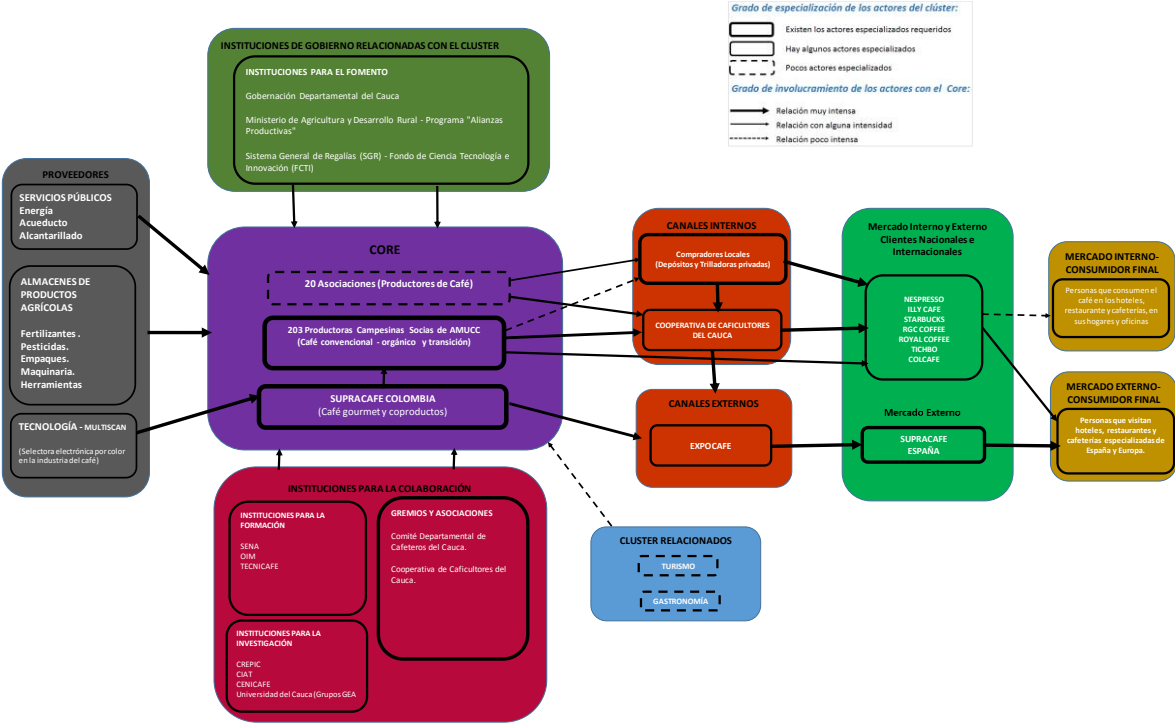 Grado de especialización de los actores del clúster:
Existen los actores especializados requeridos
Hay algunos actores especializados
Pocos actores especializados
Grado de involucramiento de los actores con el Core:
Relación muy intensa
Relación con alguna intensidad
Relación poco intensa
INSTITUCIONES DE GOBIERNO RELACIONADAS CON EL CLUSTER
INSTITUCIONES PARA EL FOMENTO
Gobernación Departamental del Cauca
Ministerio de Agricultura y Desarrollo Rural - Programa "Alianzas
Productivas"
Sistema General de Regalías (SGR) - Fondo de Ciencia Tecnología e
Innovación (FCTI)
PROVEEDORES
SERVICIOS PÚBLICOS
Energía
Acueducto
Alcantarillado
ALMACENES DE
PRODUCTOS
AGRÍCOLAS
Fertilizantes .
Pesticidas.
Empaques.
Maquinaria.
Herramientas
TECNOLOGÍA - MULTISCAN
(Selectora electrónica por color
en la industria del café)
CORE
20 Asociaciones (Productores de Café)
203 Productoras Campesinas Socias de AMUCC
(Café convencional - orgánico y transición)
SUPRACAFE COLOMBIA
(Café gourmet y coproductos)
CANALES INTERNOS
Compradores Locales
(Depósitos y Trilladoras privadas)
COOPERATIVA DE CAFICULTORES
DEL CAUCA
CANALES EXTERNOS
EXPOCAFE
Mercado Interno y Externo
Clientes Nacionales e
Internacionales
NESPRESSO
ILLY CAFE
STARBUCKS
RGC COFFEE
ROYAL COFFEE
TICHBO
COLCAFE
Mercado Externo
SUPRACAFE
ESPAÑA
MERCADO INTERNO-
CONSUMIDOR FINAL
Personas que consumen el
café en los hoteles,
restaurante y cafeterías, en
sus hogares y oficinas
MERCADO EXTERNO-
CONSUMIDOR FINAL
Personas que visitan
hoteles, restaurantes y
cafeterías especializadas de
España y Europa.
INSTITUCIONES PARA LA COLABORACIÓN
INSTITUCIONES PARA LA
FORMACIÓN
SENA
OIM
TECNICAFE
GREMIOS Y ASOCIACIONES
Comité Departamental de
Cafeteros del Cauca.
Cooperativa de Caficultores del
Cauca.
INSTITUCIONES PARA LA
INVESTIGACIÓN
CREPIC
CIAT
CENICAFE
Universidad del Cauca (Grupos GEA
CLUSTER RELACIONADOS
TURISMO
GASTRONOMÍA